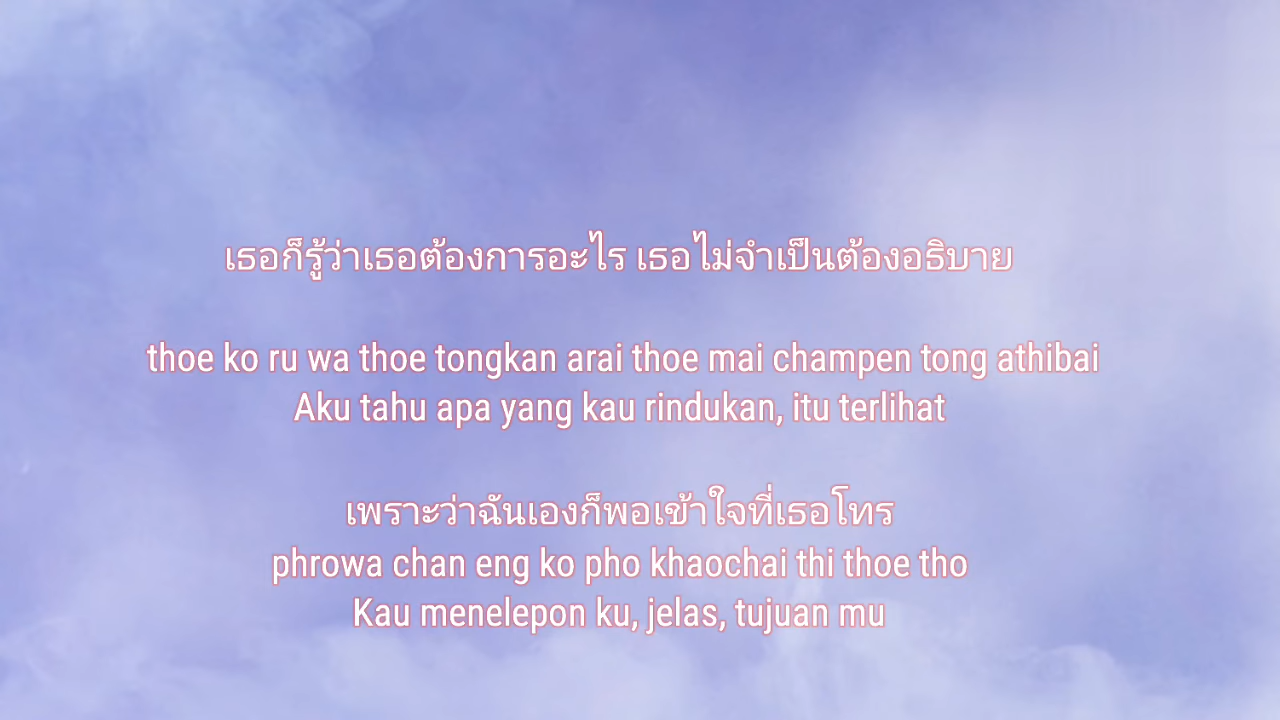 เธอก็รู้ว่าเธอต้องการอะไร เธอไม่จำเป็นต้องอธิบาย
thoe ko ru wa thoe tongkan arai thoe mai champen tong athibai
Aku tahu apa yang kau rindukan, itu terlihat
เพราะว่าฉันเองก็พอเข้าใจที่เธอโทร
phrowa chan eng ko pho khaochai thi thoe tho
Kau menelepon ku, jelas, tujuan mu